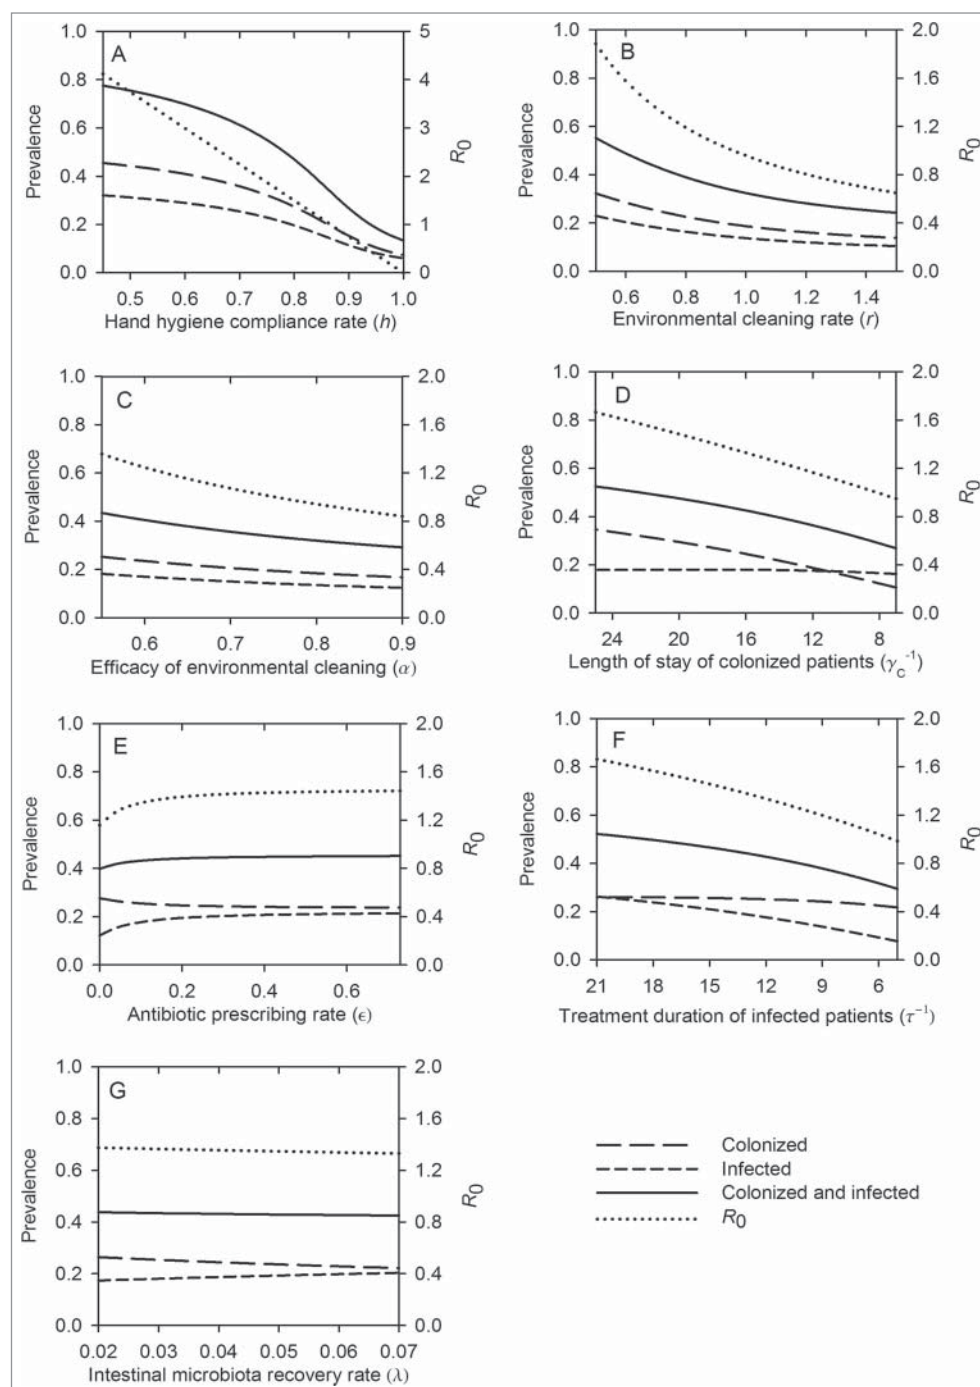 A
1.0
0.8
0.6
0.4
0.2
0.0
Prevalence
5
4
3
2
1
0
R0
0.5 0.6 0.7 0.8 0.9 1.0
Hand hygiene compliance rate (h)
B
1.0
0.8
0.6
0.4
0.2
0.0
Prevalence
2.0
1.6
1.2
0.8
0.4
0.0
R0
0.6 0.8 1.0 1.2 1.4
Environmental cleaning rate (r)
C
1.0
0.8
0.6
0.4
0.2
0.0
Prevalence
2.0
1.6
1.2
0.8
0.4
0.0
R0
0.6 0.7 0.8 0.9
Efficacy of environmental cleaning (α)
D
1.0
0.8
0.6
0.4
0.2
0.0
Prevalence
2.0
1.6
1.2
0.8
0.4
0.0
R0
24 20 16 12 8
Length of stay of colonized patients (γc⁻¹)
E
1.0
0.8
0.6
0.4
0.2
0.0
Prevalence
2.0
1.6
1.2
0.8
0.4
0.0
R0
0.0 0.2 0.4 0.6
Antibiotic prescribing rate (ϵ)
F
1.0
0.8
0.6
0.4
0.2
0.0
Prevalence
2.0
1.6
1.2
0.8
0.4
0.0
R0
21 18 15 12 9 6
Treatment duration of infected patients (τ⁻¹)
G
1.0
0.8
0.6
0.4
0.2
0.0
Prevalence
2.0
1.6
1.2
0.8
0.4
0.0
R0
0.02 0.03 0.04 0.05 0.06 0.07
Intestinal microbiota recovery rate (λ)
Colonized
Infected
Colonized and infected
R0